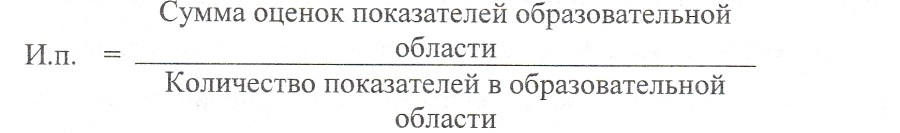 Сумма оценок показателей образовательной
области
И.п. =
Количество показателей в образовательной
области